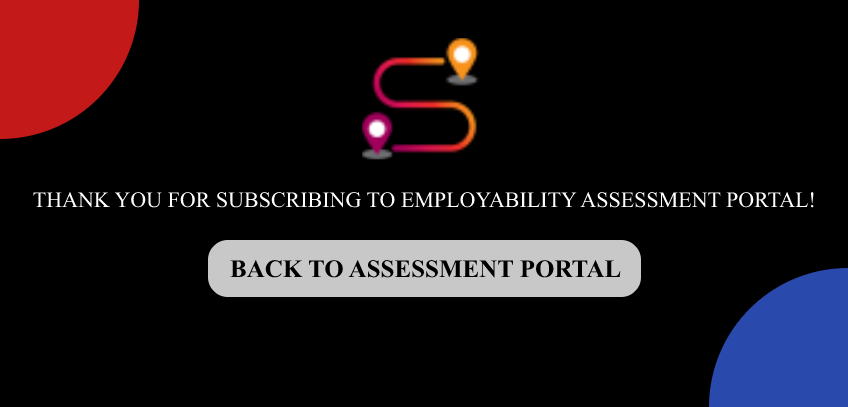 THANK YOU FOR SUBSCRIBING TO EMPLOYABILITY ASSESSMENT PORTAL!
BACK TO ASSESSMENT PORTAL